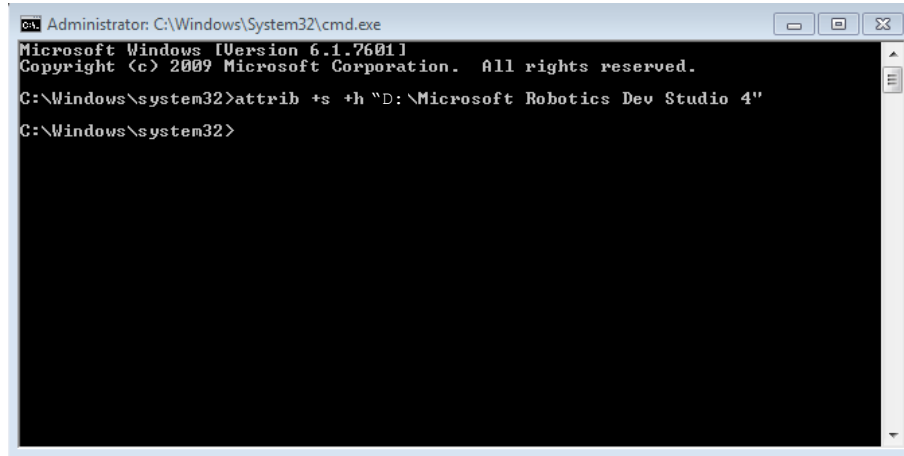 Administrator: C:\Windows\System32\cmd.exe
Microsoft Windows [Version 6.1.7601]
Copyright (c) 2009 Microsoft Corporation.  All rights reserved.
C:\Windows\system32>attrib +s +h “D:\Microsoft Robotics Dev Studio 4”
C:\Windows\system32>